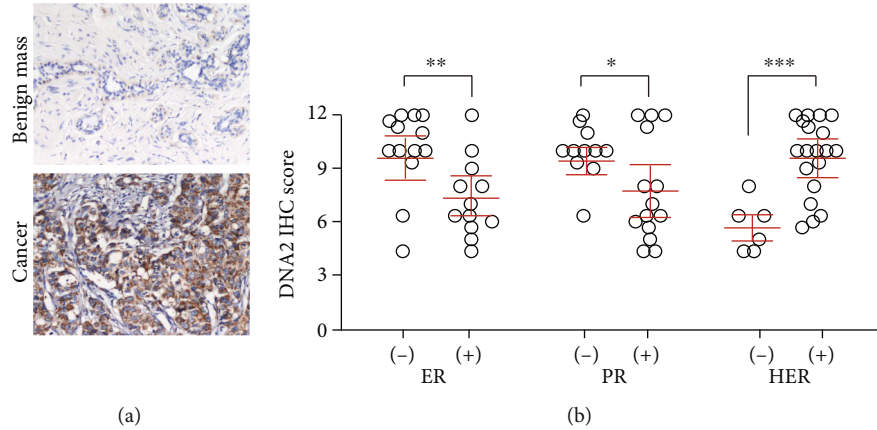 Benign mass
Cancer
(a)
DNA2 IHC score
12
9
6
3
0
**
*
***
(−) (+) (−) (+) (−) (+)
ER PR HER
(b)